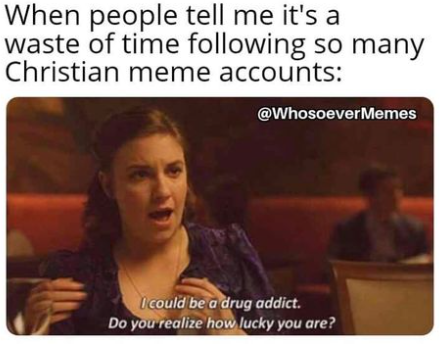 When people tell me it's a
waste of time following so many
Christian meme accounts:
@WhosoeverMemes
I could be a drug addict.
Do you realize how lucky you are?